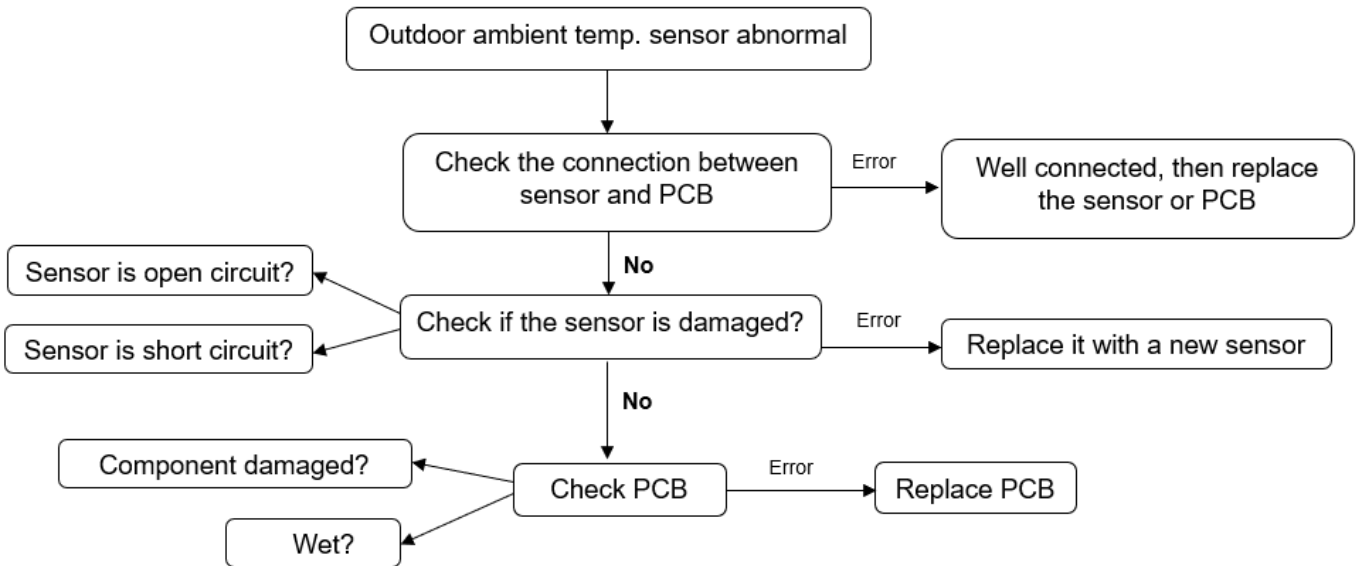 Outdoor ambient temp. sensor abnormal
Check the connection between
sensor and PCB
Error
Well connected, then replace
the sensor or PCB
No
Sensor is open circuit?
Sensor is short circuit?
Check if the sensor is damaged?
Error
Replace it with a new sensor
No
Component damaged?
Wet?
Check PCB
Error
Replace PCB